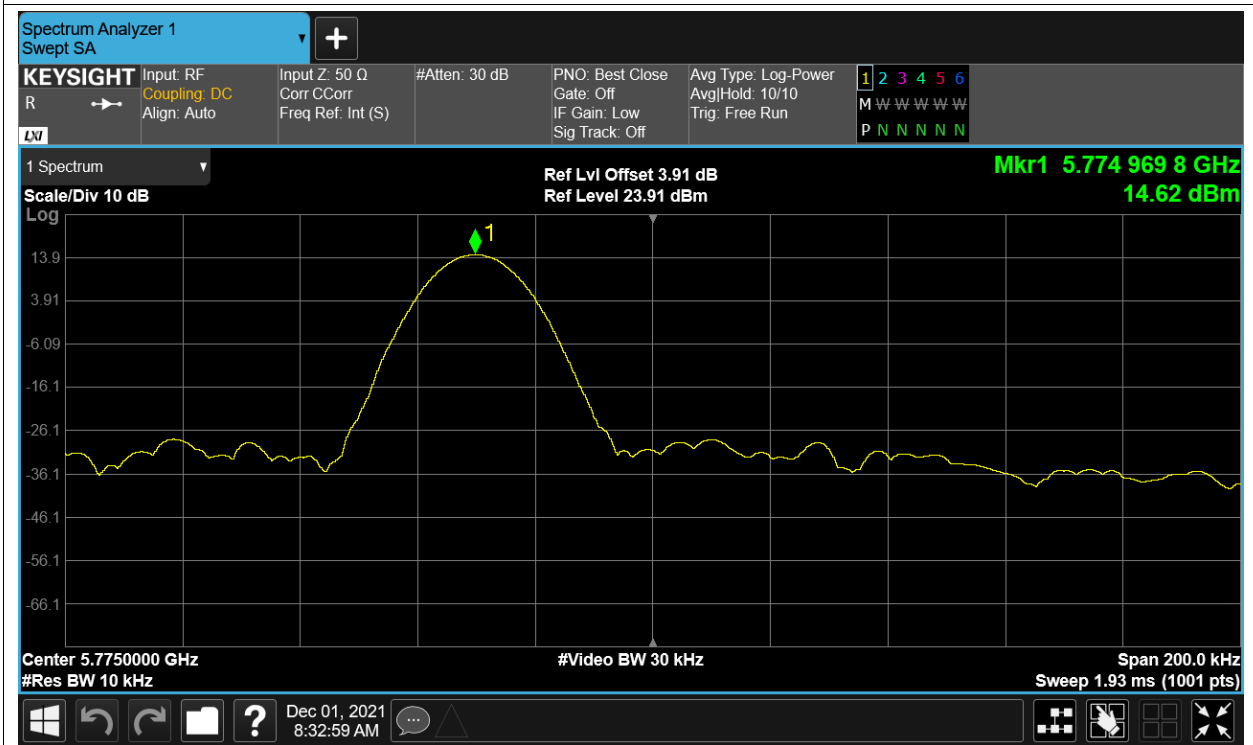 Spectrum Analyzer 1
Swept SA
KEYSIGHT
R
LXI
Input: RF
Coupling: DC
Align: Auto
Input Z: 50 Ω
Corr CCorr
Freq Ref: Int (S)
#Atten: 30 dB
PNO: Best Close
Gate: Off
IF Gain: Low
Sig Track: Off
Avg Type: Log-Power
Avg|Hold: 10/10
Trig: Free Run
1 2 3 4 5 6
M W W W W W
P N N N N N
1 Spectrum
Scale/Div 10 dB
Log
Ref Lvl Offset 3.91 dB
Ref Level 23.91 dBm
Mkr1 5.774 969 8 GHz
14.62 dBm
1
13.9
3.91
-6.09
-16.1
-26.1
-36.1
-46.1
-56.1
-66.1
Center 5.7750000 GHz
#Res BW 10 kHz
#Video BW 30 kHz
Span 200.0 kHz
Sweep 1.93 ms (1001 pts)
?
Dec 01, 2021
8:32:59 AM